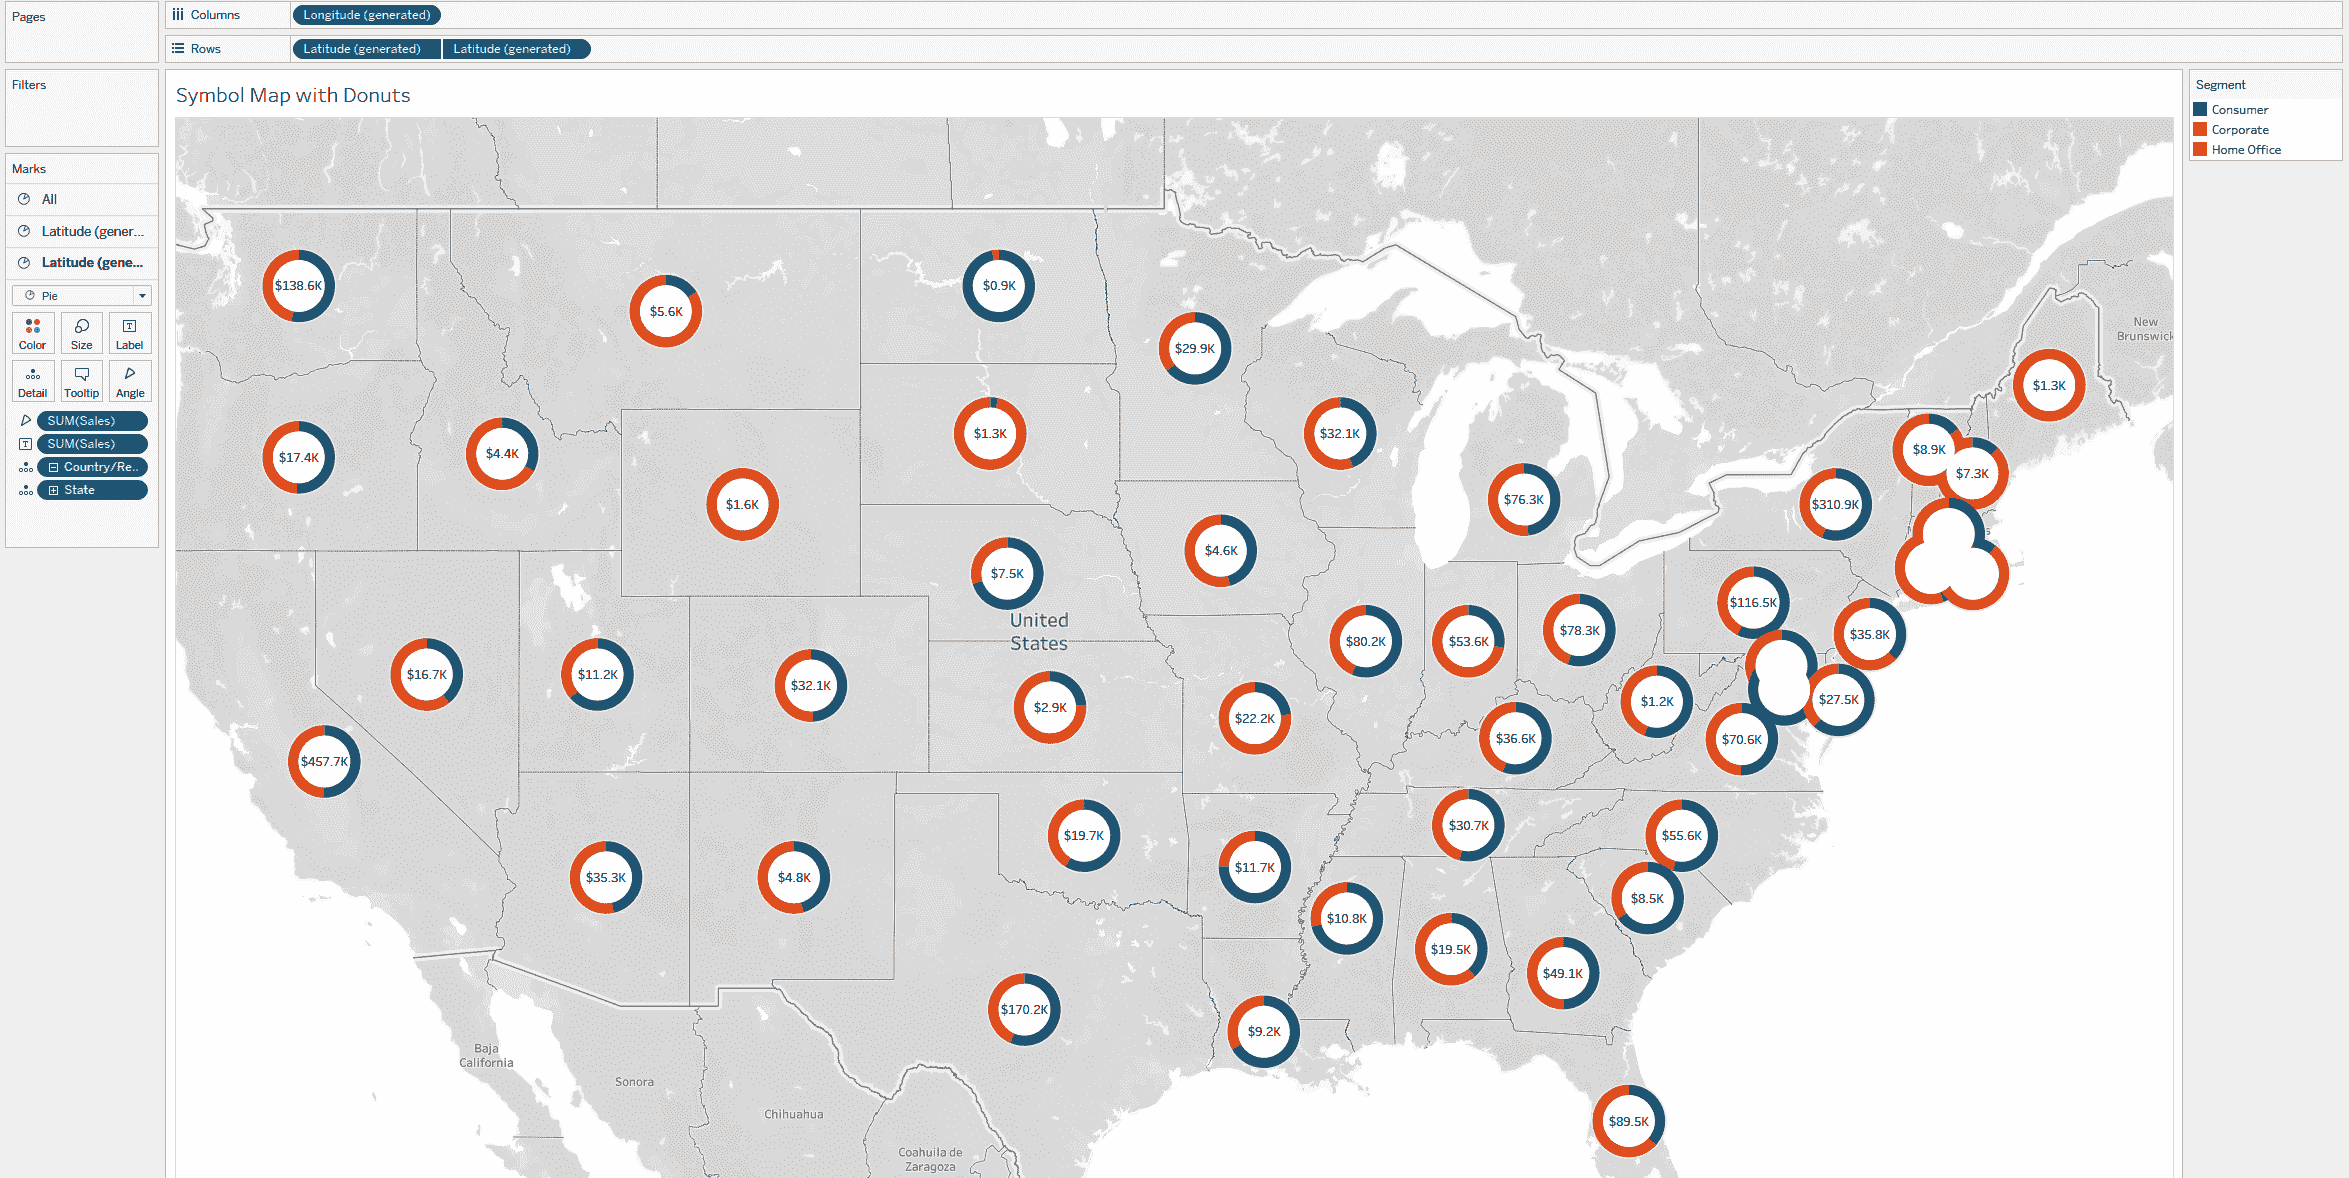 Pages
Columns
Longitude (generated)
Rows
Latitude (generated)
Latitude (generated)
Filters
Marks
All
Latitude (gener...
Latitude (gene...
Pie
Color
Size
Label
Detail
Tooltip
Angle
SUM(Sales)
SUM(Sales)
Country/Re..
State
Symbol Map with Donuts
Segment
Consumer
Corporate
Home Office
$138.6K
$5.6K
$0.9K
$29.9K
New
Brunswick
$1.3K
$17.4K
$4.4K
$1.3K
$32.1K
$8.9K
$7.3K
$1.6K
$76.3K
$310.9K
$4.6K
$7.5K
United
States
$116.5K
$80.2K
$53.6K
$78.3K
$35.8K
$16.7K
$11.2K
$32.1K
$2.9K
$22.2K
$1.2K
$27.5K
$36.6K
$70.6K
$457.7K
$19.7K
$30.7K
$55.6K
$35.3K
$4.8K
$11.7K
$8.5K
$10.8K
$19.5K
$49.1K
$170.2K
$9.2K
Baja
California
Sonora
Chihuahua
$89.5K
Coahuila de
Zaragoza